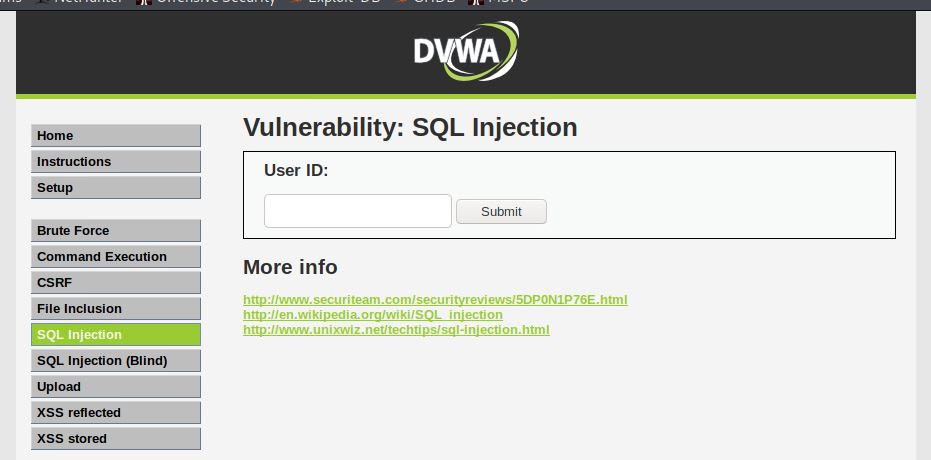 NetHunter Offensive Security Exploit-DB GHDB MSFU
DVWA
Home
Instructions
Setup
Brute Force
Command Execution
CSRF
File Inclusion
SQL Injection
SQL Injection (Blind)
Upload
XSS reflected
XSS stored
Vulnerability: SQL Injection
User ID:
Submit
More info
http://www.securiteam.com/securityreviews/5DP0N1P76E.html
http://en.wikipedia.org/wiki/SQL_injection
http://www.unixwiz.net/techtips/sql-injection.html